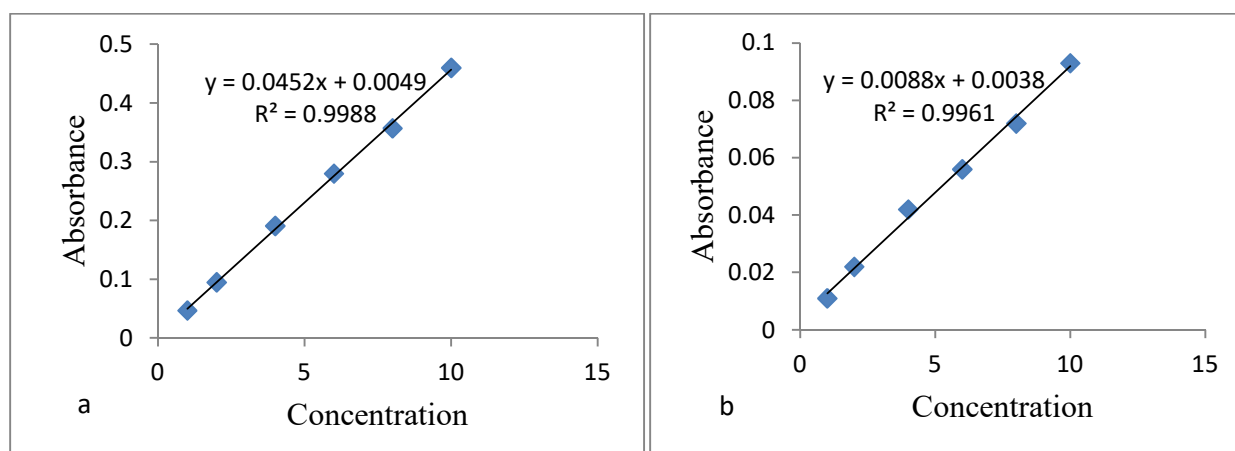 0.5
0.4
0.3
0.2
0.1
0
0
5
10
15
y = 0.0452x + 0.0049
R² = 0.9988
Absorbance
Concentration
a
0.1
0.08
0.06
0.04
0.02
0
0
5
10
15
y = 0.0088x + 0.0038
R² = 0.9961
Absorbance
Concentration
b